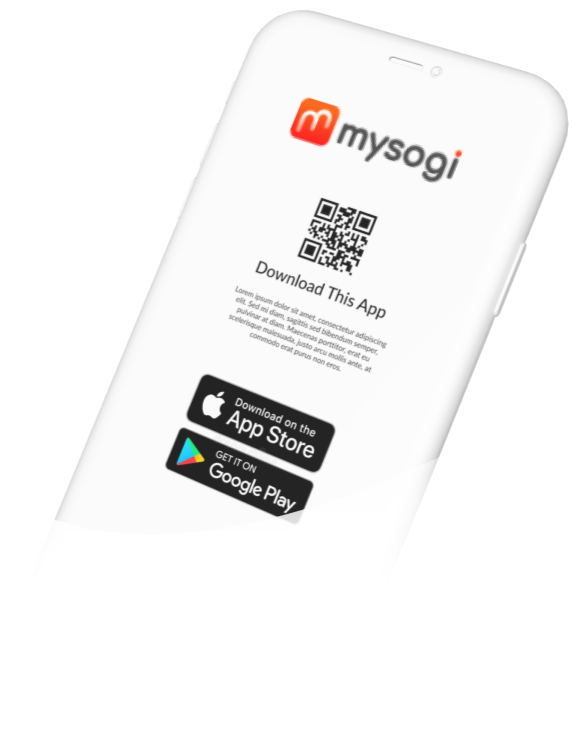 mysogi
Download This App
Lorem ipsum dolor sit amet, consectetur adipiscing
elit. Sed mi diam, sagittis sed bibendum semper,
pulvinar at diam. Maecenas porttitor, erat eu
scelerisque malesuada, justo arcu mollis ante, at
commodo erat purus non eros.
Download on the
App Store
GET IT ON
Google Play